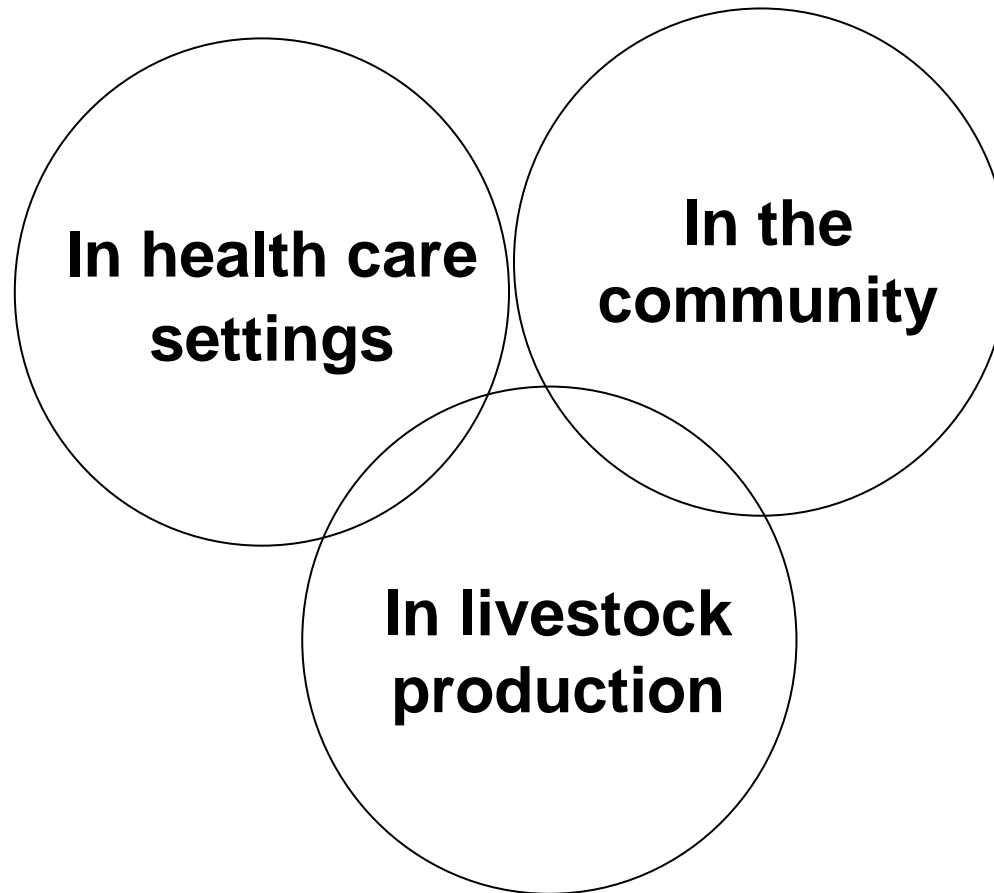 In health care
settings
In the
community
In livestock
production